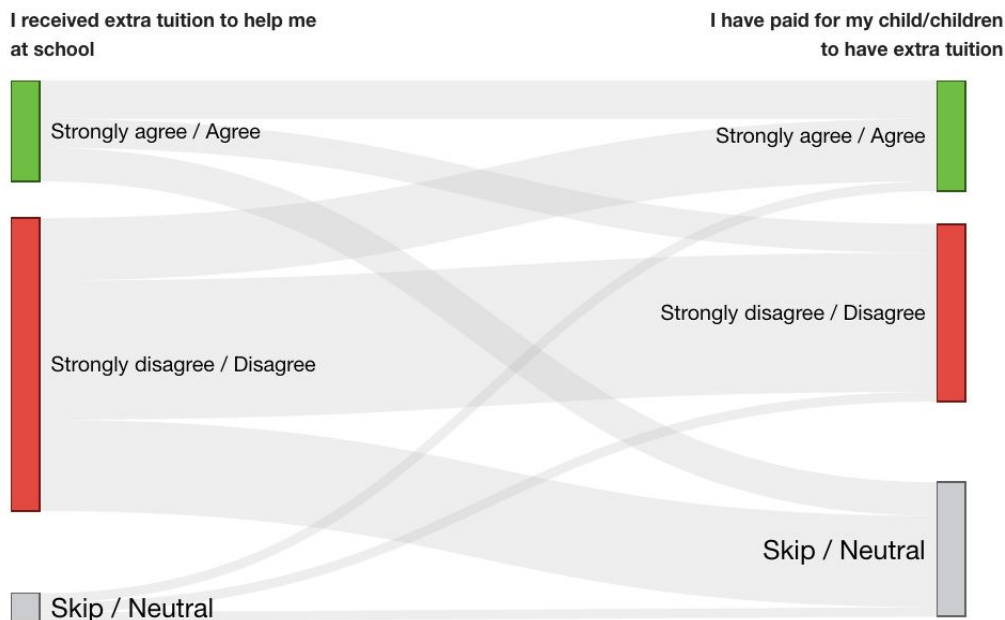 I received extra tuition to help me
at school
I have paid for my child/children
to have extra tuition
Strongly agree / Agree
Strongly agree / Agree
Strongly disagree / Disagree
Strongly disagree / Disagree
Skip / Neutral
Skip / Neutral